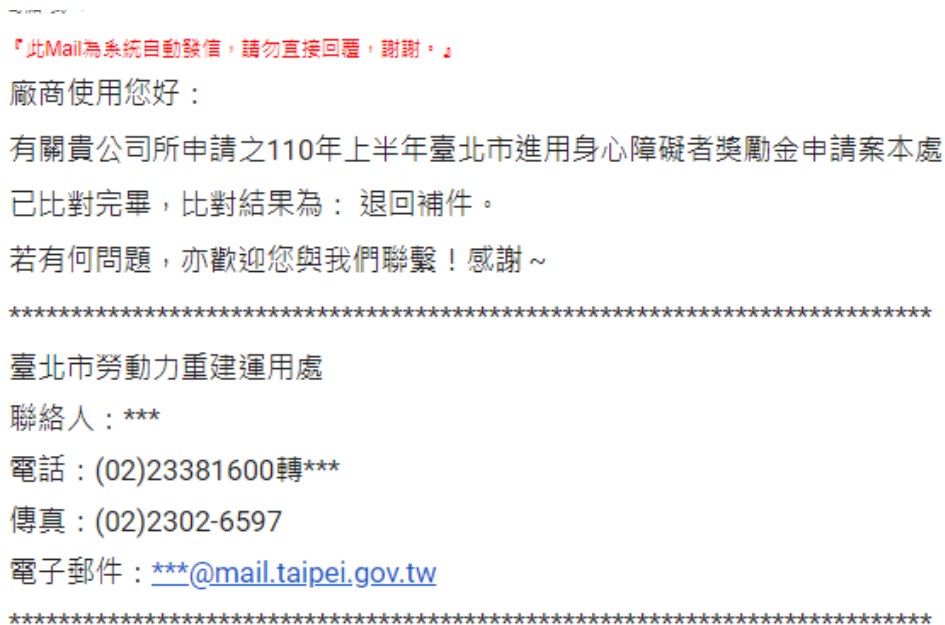 『此Mail為系統自動發信，請勿直接回覆，謝謝。』
廠商使用您好：
有關貴公司所申請之110年上半年臺北市進用身心障礙者獎勵金申請案本處
已比對完畢，比對結果為： 退回補件。
若有何問題，亦歡迎您與我們聯繫！感謝～
***************************************************************************
臺北市勞動力重建運用處
聯絡人：***
電話：(02)23381600轉***
傳真：(02)2302-6597
電子郵件：***@mail.taipei.gov.tw
***************************************************************************